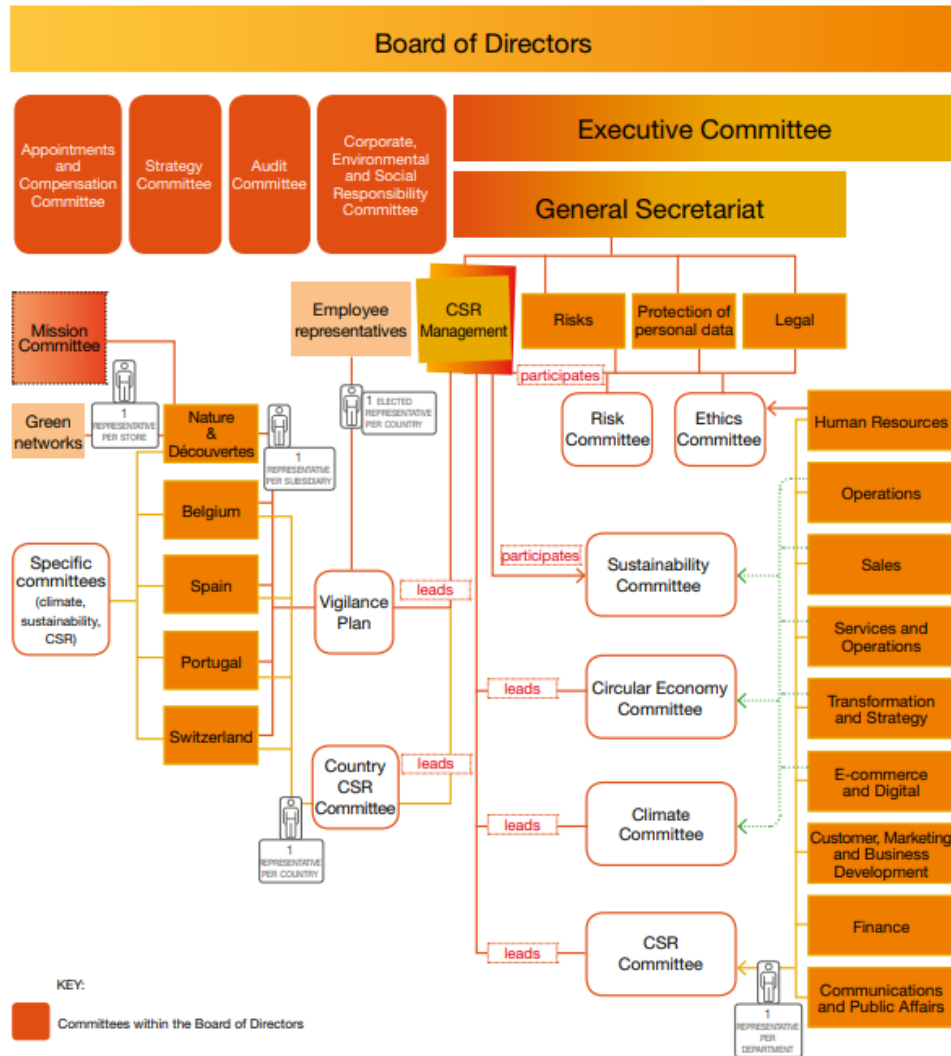 Board of Directors
Appointments
and
Compensation
Committee
Strategy
Committee
Audit
Committee
Corporate,
Environmental
and Social
Responsibility
Committee
Executive Committee
General Secretariat
Mission
Committee
Employee
representatives
CSR
Management
Risks
Protection of
personal data
Legal
participates
1
REPRESENTATIVE
PER STORE
1 ELECTED
REPRESENTATIVE
PER COUNTRY
Green
networks
Nature
&
Découvertes
1
REPRESENTATIVE
PER SUBSIDIARY
Risk
Committee
Ethics
Committee
Human Resources
Operations
Belgium
Specific
committees
(climate,
sustainability,
CSR)
Spain
Vigilance
Plan
leads
participates
Sustainability
Committee
Sales
Services and
Operations
Portugal
leads
Circular Economy
Committee
Transformation
and Strategy
Switzerland
Country
CSR
Committee
leads
E-commerce
and Digital
1
REPRESENTATIVE
PER COUNTRY
leads
Climate
Committee
Customer, Marketing
and Business
Development
Finance
leads
CSR
Committee
Communications
and Public Affairs
1
REPRESENTATIVE
PER
DEPARTMENT
KEY:
Committees within the Board of Directors